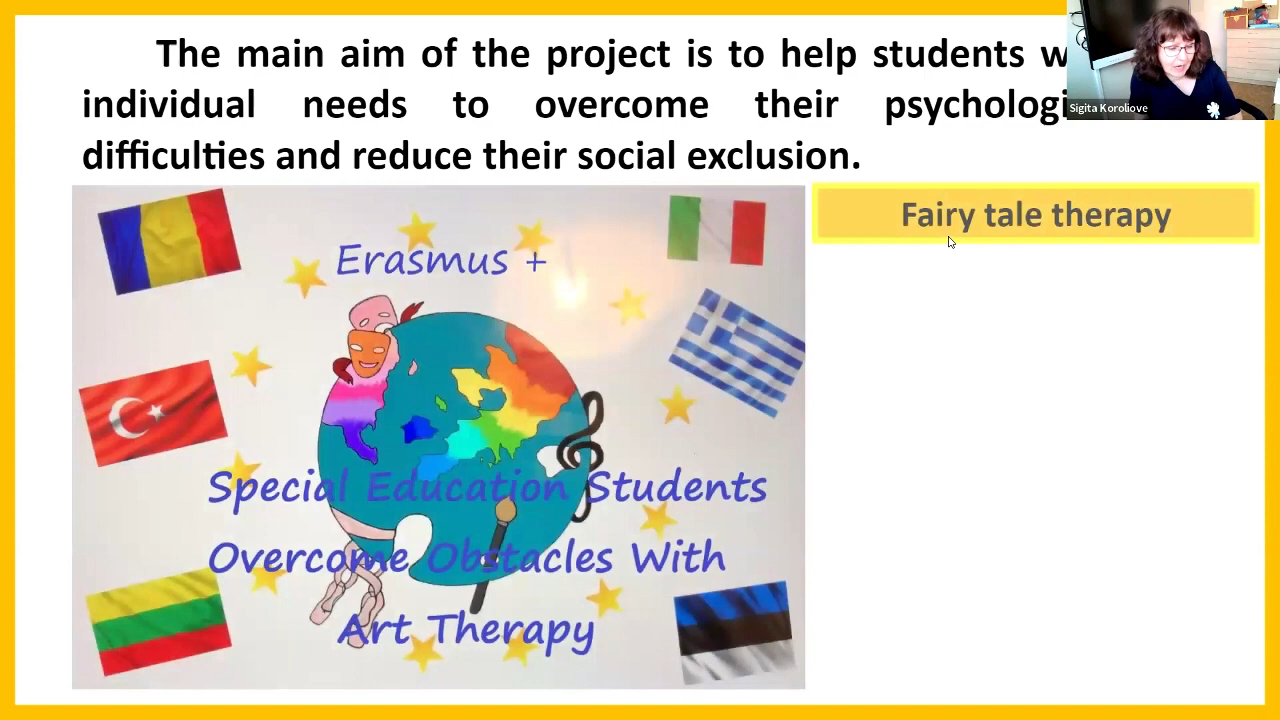 The main aim of the project is to help students
individual needs to overcome their
difficulties and reduce their social exclusion.
Sigita Koroliove
Fairy tale therapy
Erasmus +
Special Education Students
Overcome Obstacles With
Art Therapy